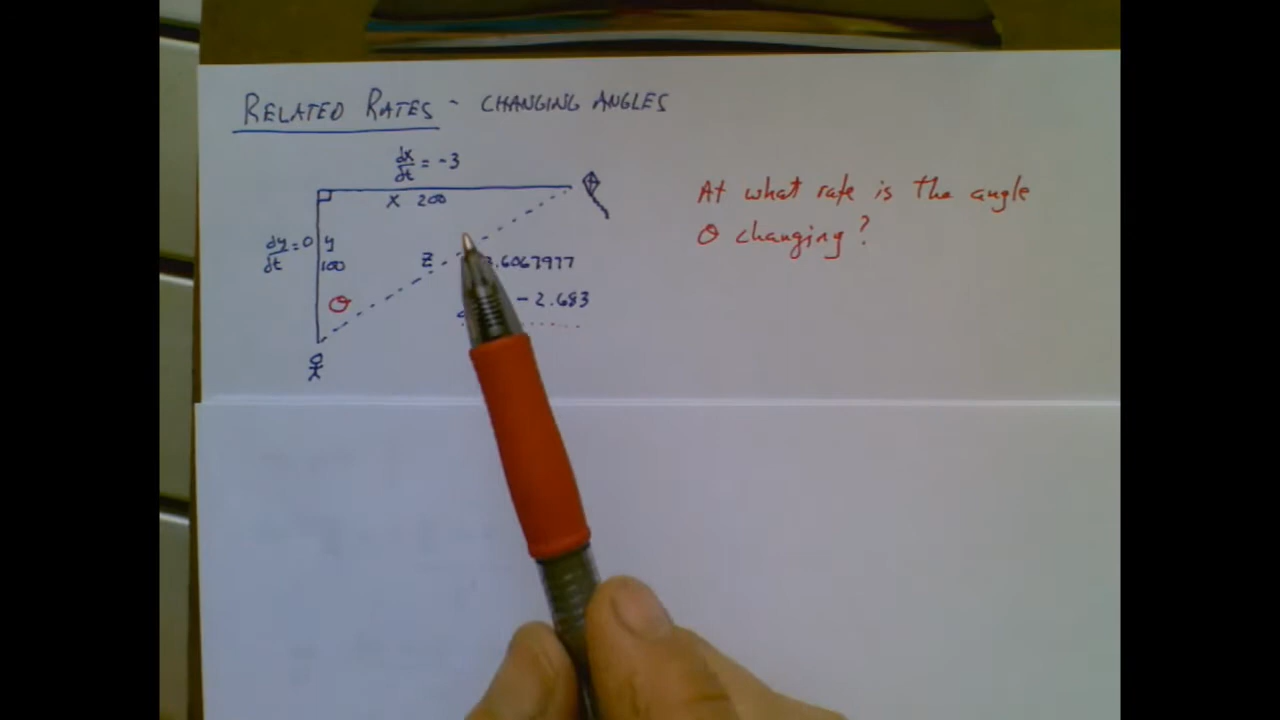 RELATED RATES - CHANGING ANGLES
dx/dt = -3
X 200
At what rate is the angle
θ changing?
dy/dt = 0 y
100
Z .6067977
θ
-2.683